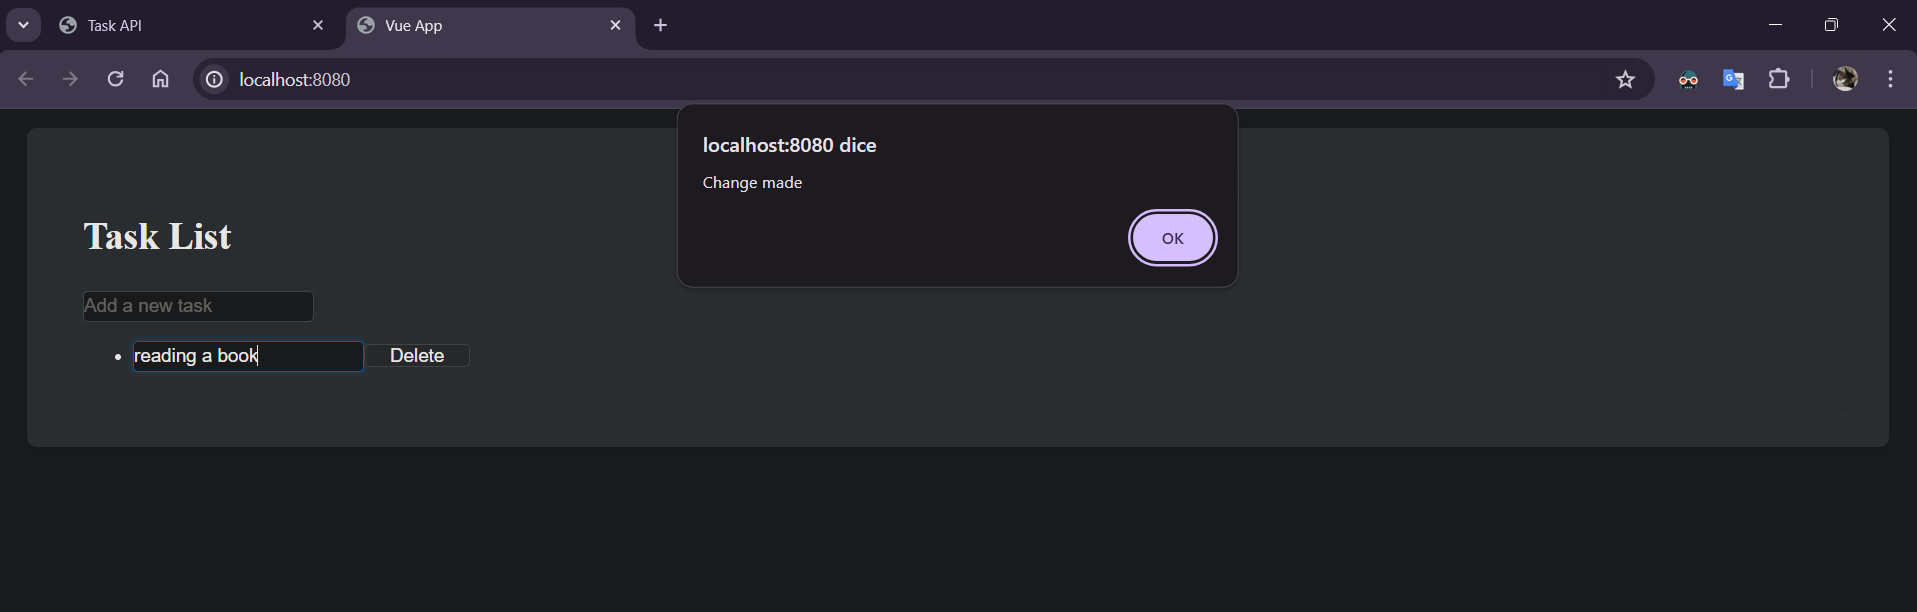 Task API
Vue App
localhost:8080
localhost:8080 dice
Change made
OK
Task List
Add a new task
reading a book
Delete